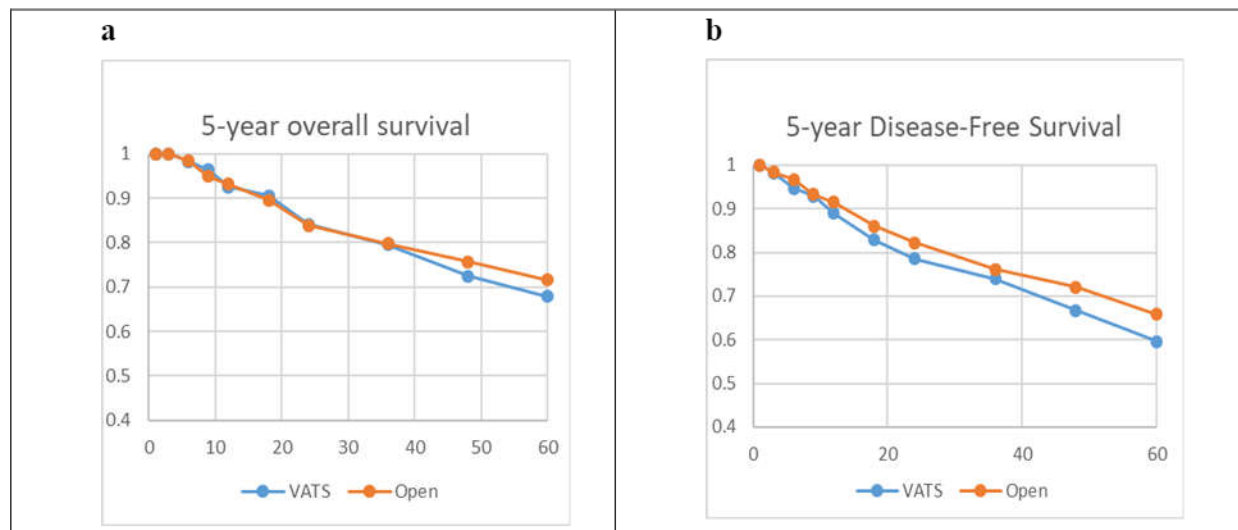 a
5-year overall survival
1
0.9
0.8
0.7
0.6
0.5
0.4
0 10 20 30 40 50 60
VATS Open
b
5-year Disease-Free Survival
1
0.9
0.8
0.7
0.6
0.5
0.4
0 20 40 60
VATS Open